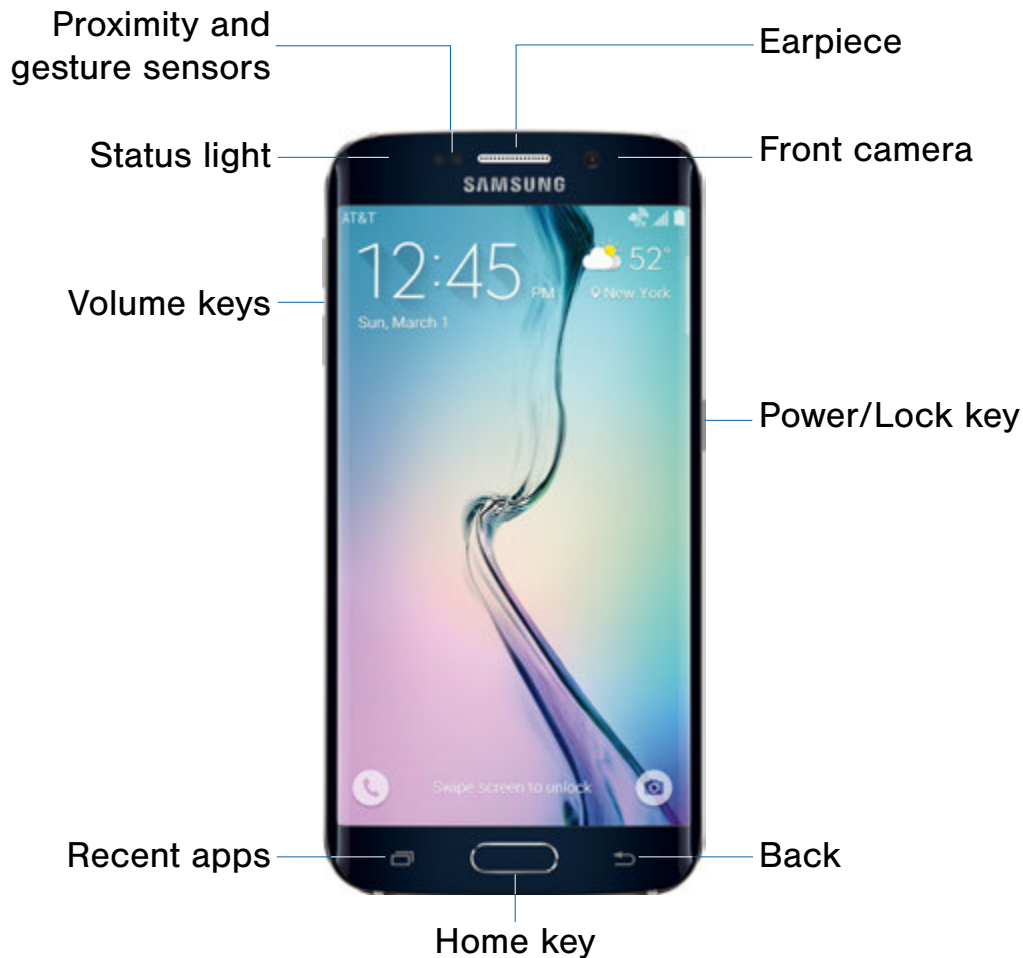 Proximity and
gesture sensors
Earpiece
Status light
Front camera
SAMSUNG
AT&T
12:45 PM
52°
New York
Sun, March 1
Volume keys
Power/Lock key
Swipe screen to unlock
Recent apps
Back
Home key